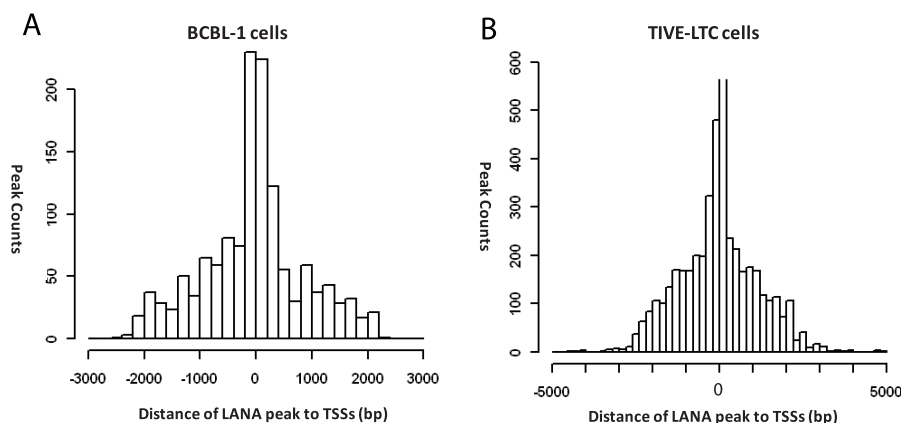 A
BCBL-1 cells
Peak Counts
200
150
100
50
0
-3000
-2000
-1000
0
1000
2000
3000
Distance of LANA peak to TSSs (bp)
B
TIVE-LTC cells
Peak Counts
600
500
400
300
200
100
0
-5000
0
5000
Distance of LANA peak to TSSs (bp)